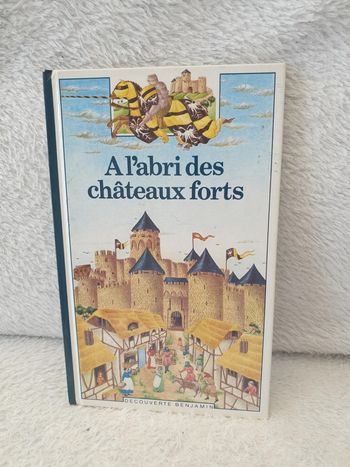 A l'abri des
châteaux forts
DECOUVERTE BENJAMIN